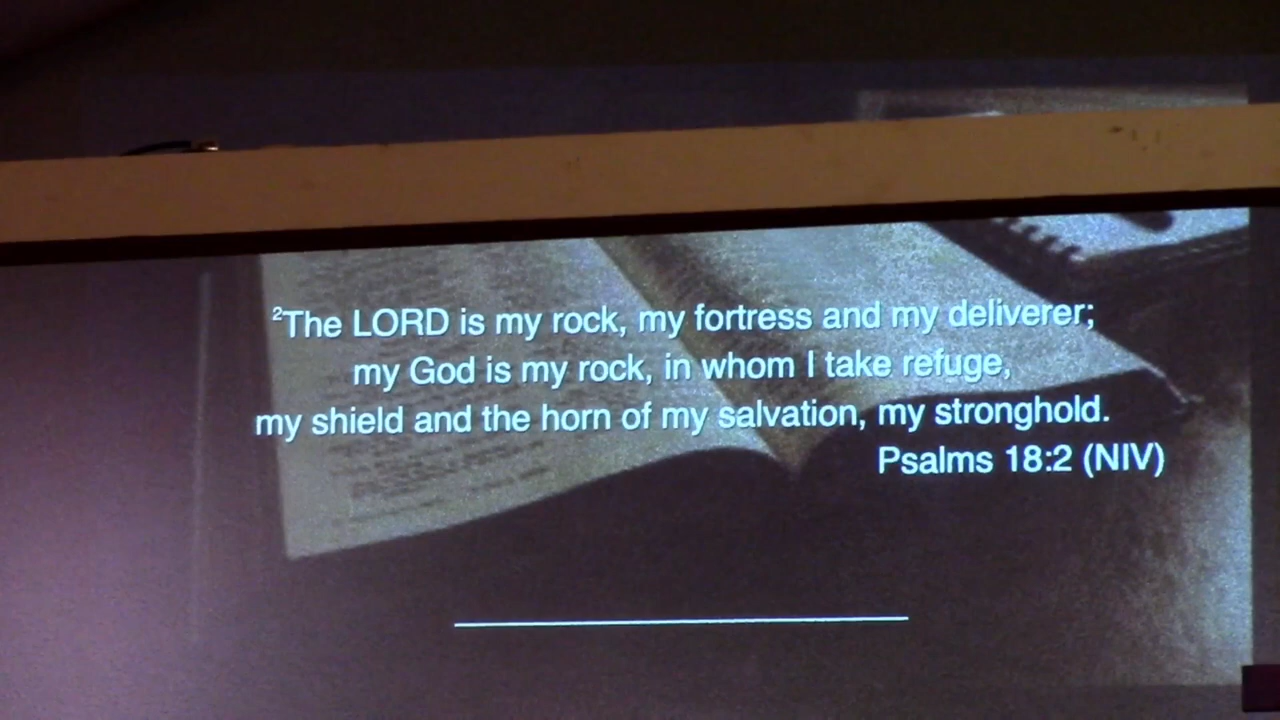 ²The LORD is my rock, my fortress and my deliverer;
my God is my rock, in whom I take refuge,
my shield and the horn of my salvation, my stronghold.
Psalms 18:2 (NIV)